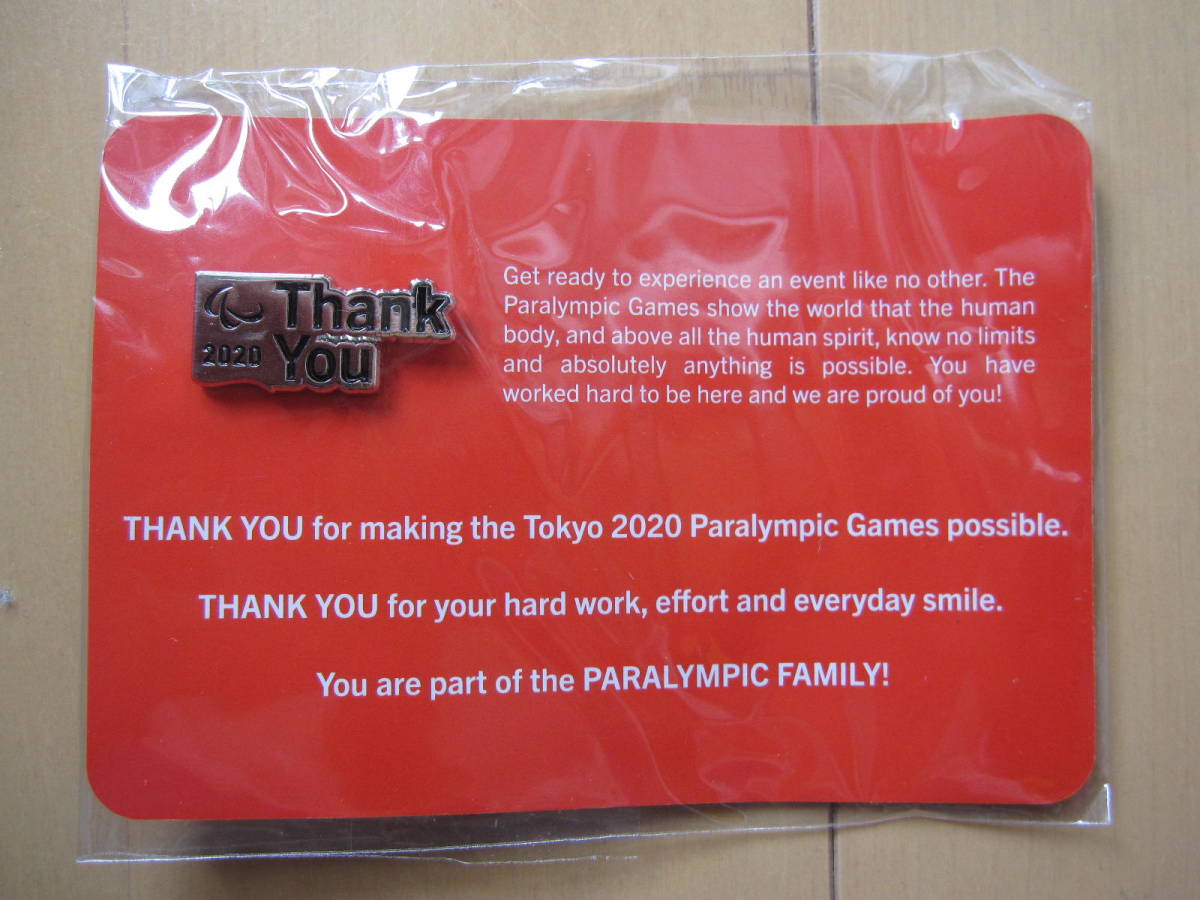 Thank
2020 You
Get ready to experience an event like no other. The
Paralympic Games show the world that the human
body, and above all the human spirit, know no limits
and absolutely anything is possible. You have
worked hard to be here and we are proud of you!
THANK YOU for making the Tokyo 2020 Paralympic Games possible.
THANK YOU for your hard work, effort and everyday smile.
You are part of the PARALYMPIC FAMILY!